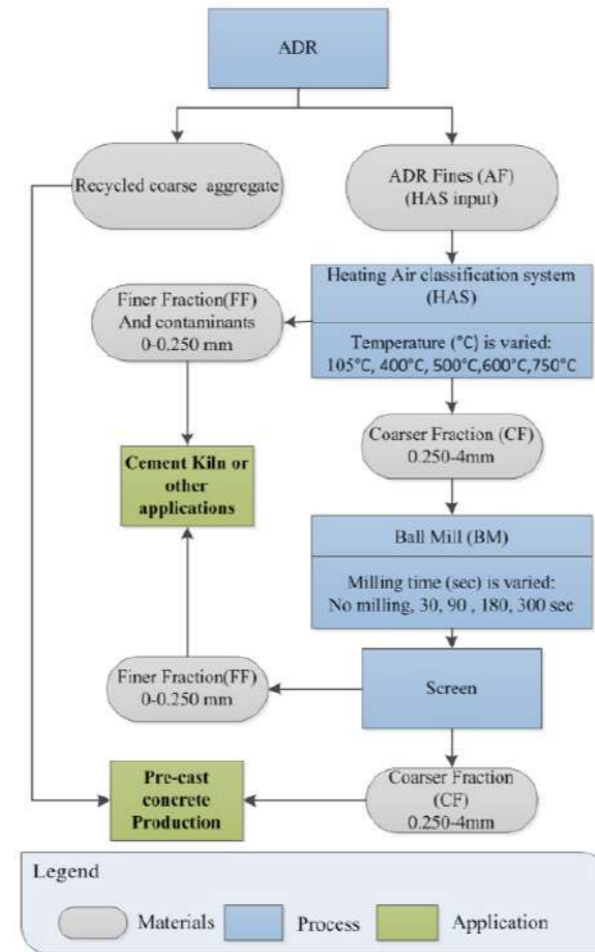 ADR
Recycled coarse aggregate
ADR Fines (AF)
(HAS input)
Heating Air classification system
(HAS)
Temperature (°C) is varied:
105°C, 400°C, 500°C,600°C,750°C
Finer Fraction(FF)
And contaminants
0-0.250 mm
Coarser Fraction (CF)
0.250-4mm
Cement Kiln or
other
applications
Ball Mill (BM)
Milling time (sec) is varied:
No milling, 30, 90 , 180, 300 sec
Finer Fraction(FF)
0-0.250 mm
Screen
Pre-cast
concrete
Production
Coarser Fraction
(CF)
0.250-4mm
Legend
Materials
Process
Application